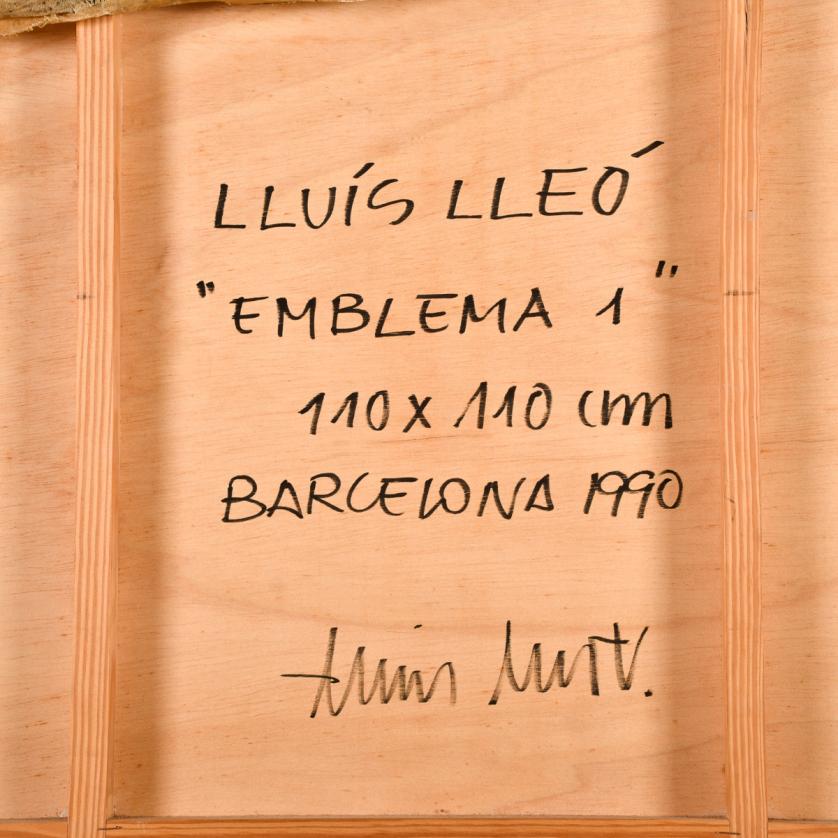 LLUÍS LLEÓ
"EMBLEMA 1"
110 x 110 cm
BARCELONA 1990